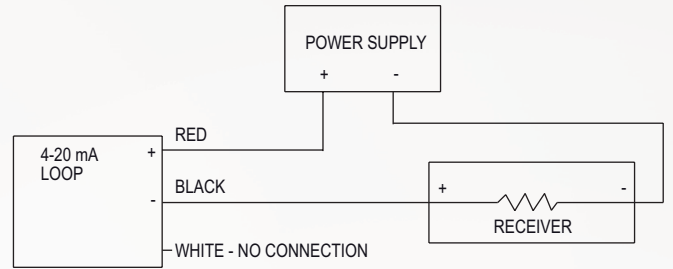 POWER SUPPLY
+ -
RED
4-20 mA +
LOOP
BLACK
-
+ -
RECEIVER
WHITE - NO CONNECTION